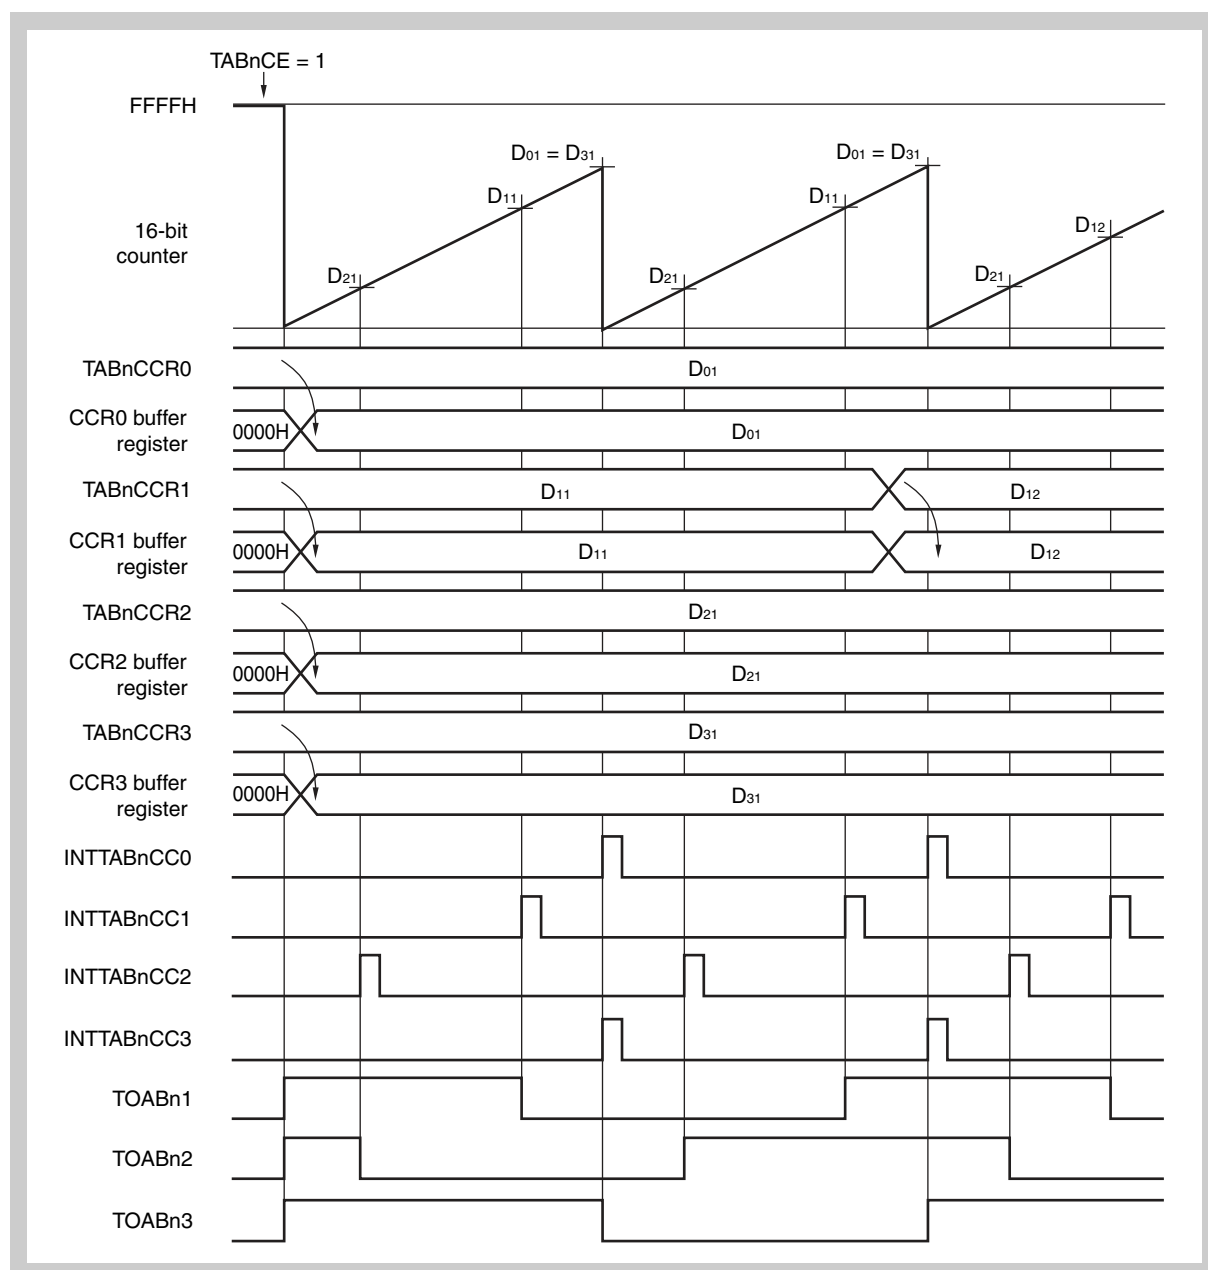 TABnCE = 1
FFFFH
D01 = D31
D01 = D31
D11
D11
16-bit
counter
D12
D21
D21
D21
TABnCCR0
D01
CCR0 buffer
register
0000H
D01
TABnCCR1
D11
D12
CCR1 buffer
register
0000H
D11
D12
TABnCCR2
D21
CCR2 buffer
register
0000H
D21
TABnCCR3
D31
CCR3 buffer
register
0000H
D31
INTTABnCC0
INTTABnCC1
INTTABnCC2
INTTABnCC3
TOABn1
TOABn2
TOABn3